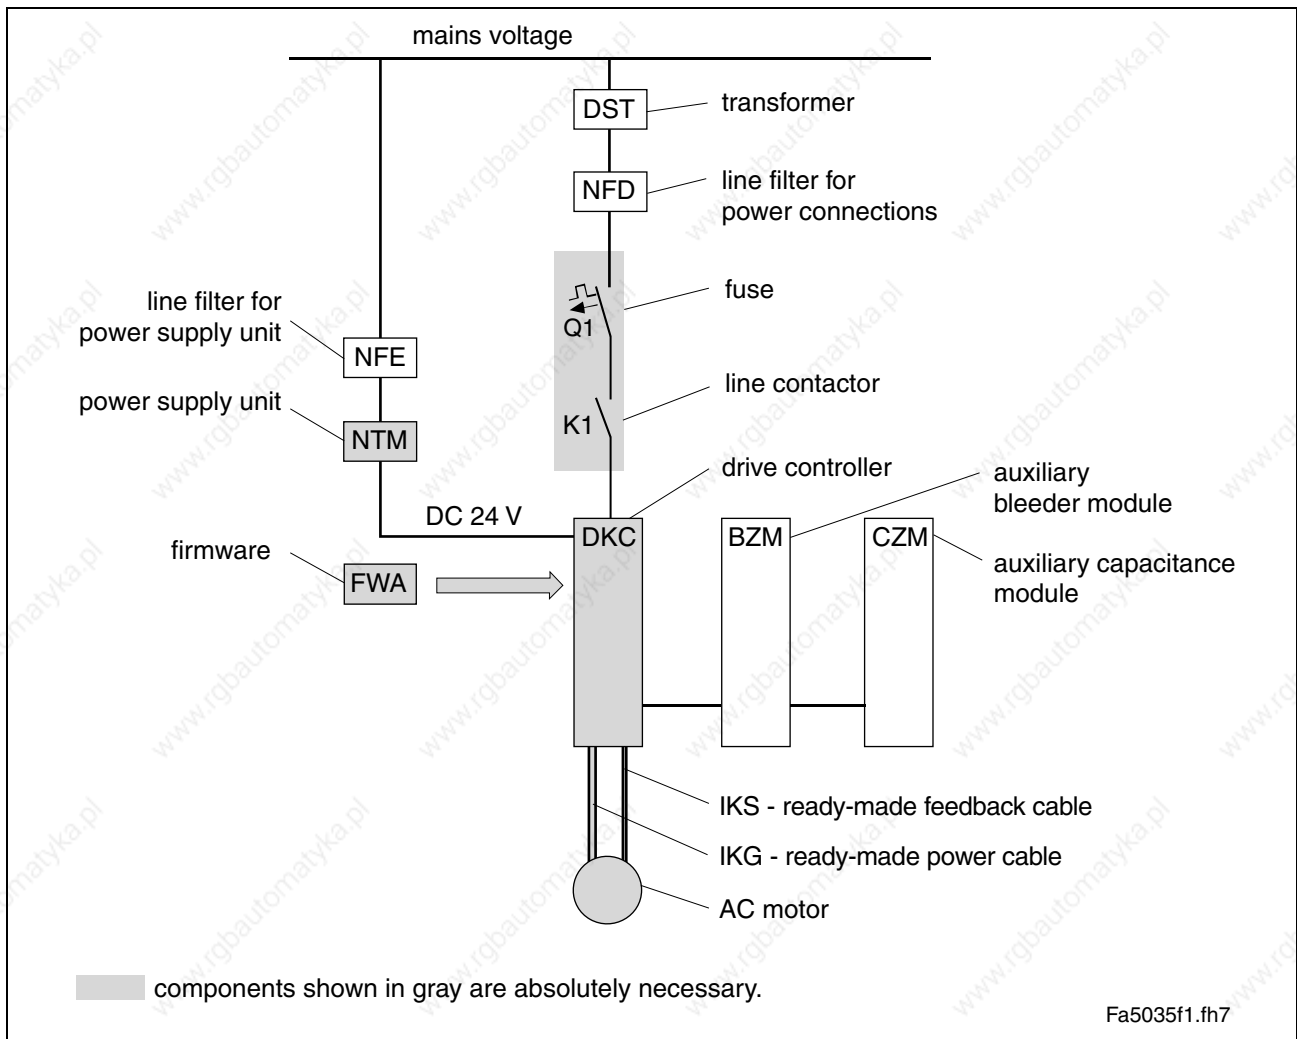 mains voltage
DST
transformer
NFD
line filter for
power connections
fuse
Q1
line filter for
power supply unit
NFE
line contactor
K1
power supply unit
NTM
drive controller
auxiliary
bleeder module
DC 24 V
DKC
BZM
CZM
firmware
FWA
auxiliary capacitance
module
IKS - ready-made feedback cable
IKG - ready-made power cable
AC motor
components shown in gray are absolutely necessary.
Fa5035f1.fh7
www.rgbautomatyka.pl